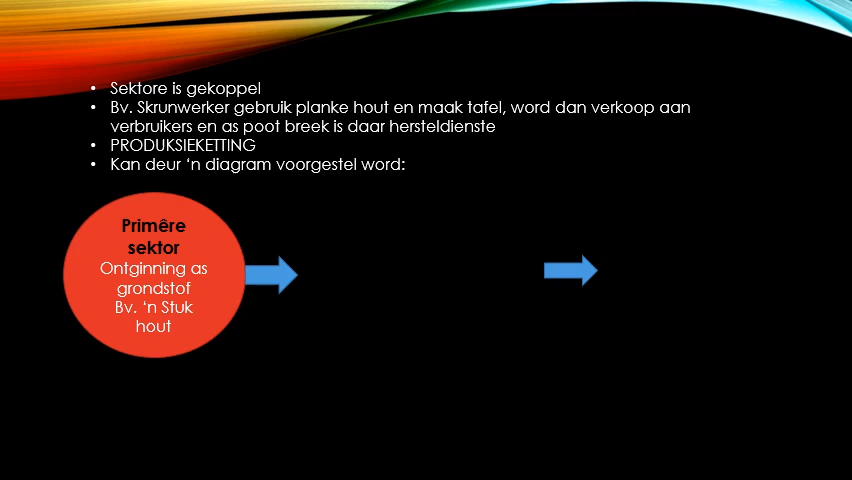 • Sektore is gekoppel
• Bv. Skrunwerker gebruik planke hout en maak tafel, word dan verkoop aan
verbruikers en as poot breek is daar hersteldienste
• PRODUKSIEKETTING
• Kan deur ‘n diagram voorgestel word:
Primêre
sektor
Ontginning as
grondstof
Bv. ‘n Stuk
hout